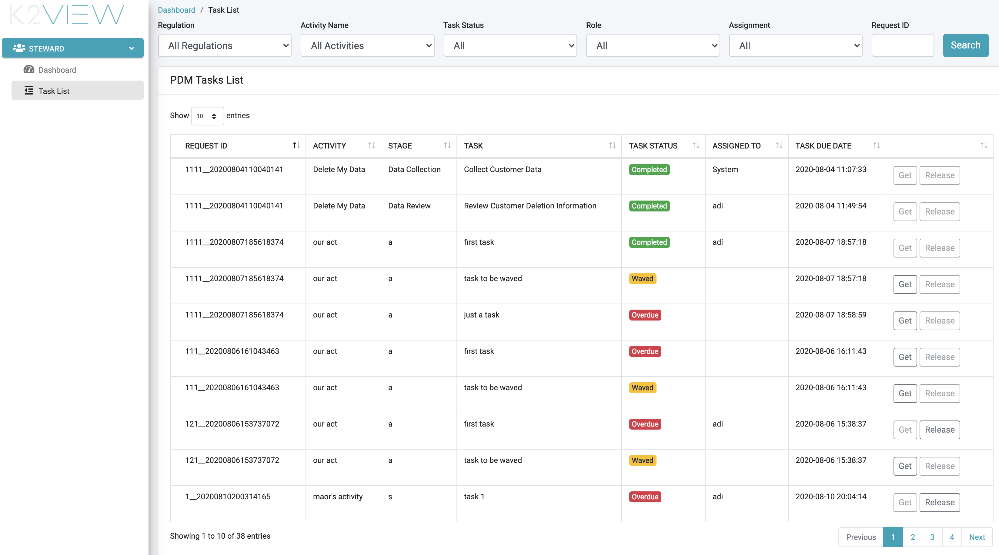 K2VIEW
STEWARD
Dashboard
Task List
Dashboard / Task List
Regulation Activity Name Task Status Role Assignment Request ID
All Regulations All Activities All All All Search
PDM Tasks List
Show 10 entries
REQUEST ID ACTIVITY STAGE TASK TASK STATUS ASSIGNED TO TASK DUE DATE
1111__20200804110040141 Delete My Data Data Collection Collect Customer Data Completed System 2020-08-04 11:07:33 Get Release
1111__20200804110040141 Delete My Data Data Review Review Customer Deletion Information Completed adi 2020-08-04 11:49:54 Get Release
1111__20200807185618374 our act a first task Completed adi 2020-08-07 18:57:18 Get Release
1111__20200807185618374 our act a task to be waved Waved 2020-08-07 18:57:18 Get Release
1111__20200807185618374 our act a just a task Overdue 2020-08-07 18:58:59 Get Release
111__20200806161043463 our act a first task Overdue 2020-08-06 16:11:43 Get Release
111__20200806161043463 our act a task to be waved Waved 2020-08-06 16:11:43 Get Release
121__20200806153737072 our act a first task Overdue adi 2020-08-06 15:38:37 Get Release
121__20200806153737072 our act a task to be waved Waved 2020-08-06 15:38:37 Get Release
1__20200810200314165 maor's activity s task 1 Overdue adi 2020-08-10 20:04:14 Get Release
Showing 1 to 10 of 38 entries
Previous 1 2 3 4 Next